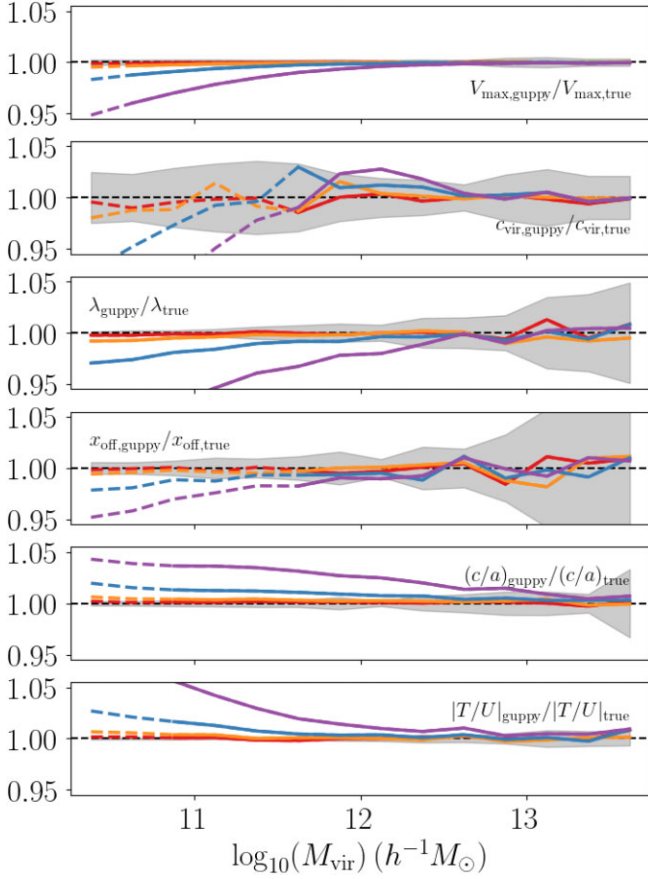 1.05
1.00
0.95
V_max,guppy/V_max,true
1.05
1.00
0.95
c_vir,guppy/c_vir,true
1.05
1.00
0.95
λ_guppy/λ_true
1.05
1.00
0.95
x_off,guppy/x_off,true
1.05
1.00
0.95
(c/a)_guppy/(c/a)_true
1.05
1.00
0.95
|T/U|_guppy/|T/U|_true
11 12 13
log₁₀(M_vir) (h⁻¹M_⊙)